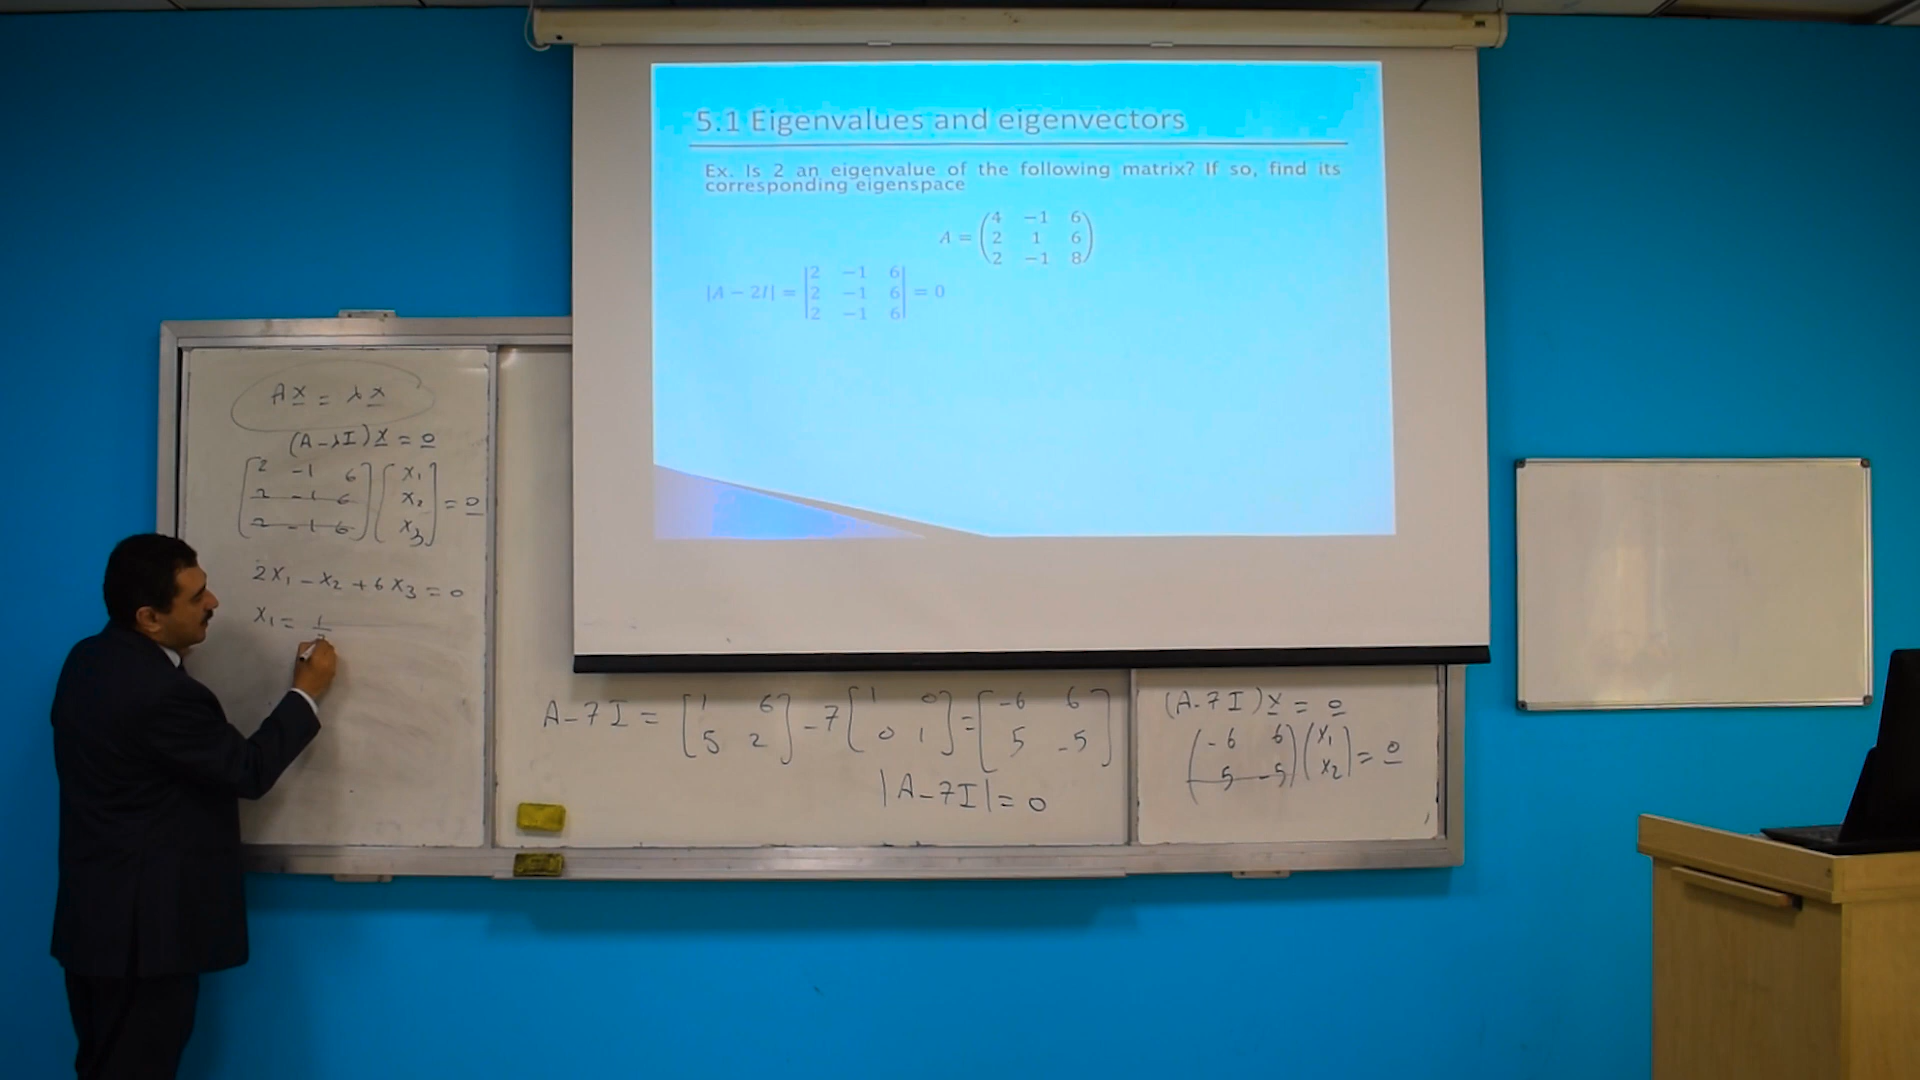 5.1 Eigenvalues and eigenvectors
Ex. Is 2 an eigenvalue of the following matrix? If so, find its
corresponding eigenspace
A = (4 −1 6
2 1 6
2 −1 8)
|A − 2I| = |2 −1 6
2 −1 6
2 −1 6| = 0
Ax = λx
(A-λI)x = 0
[2 -1 6
2 -1 6
2 -1 6] [x1
x2
x3] = 0
2x1 - x2 + 6x3 = 0
x1 = 1/2
A-7I = [1 6
5 2] -7 [1 0
0 1] = [-6 6
5 -5]
|A-7I| = 0
(A-7I)x = 0
(-6 6
5 -5) (x1
x2) = 0